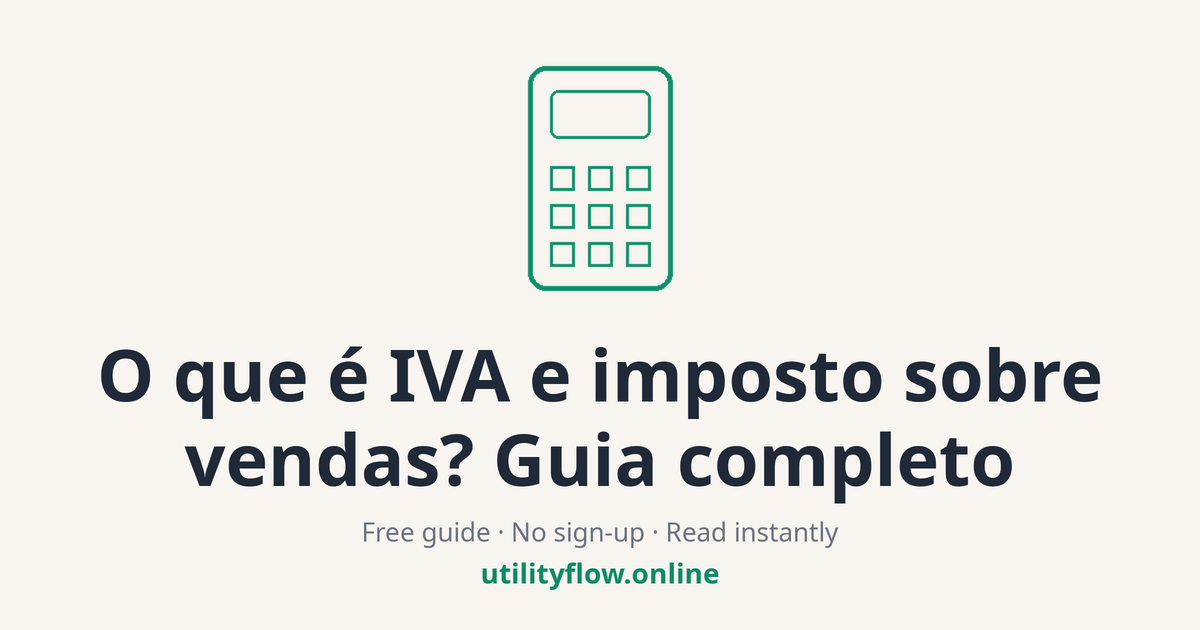 O que é IVA e imposto sobre
vendas? Guia completo
Free guide · No sign-up · Read instantly
utilityflow.online